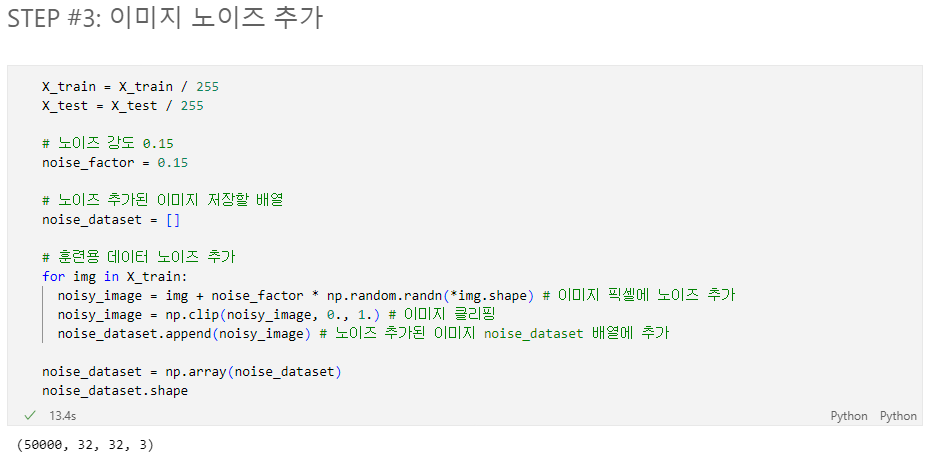 STEP #3: 이미지 노이즈 추가
X_train = X_train / 255
X_test = X_test / 255
# 노이즈 강도 0.15
noise_factor = 0.15
# 노이즈 추가된 이미지 저장할 배열
noise_dataset = []
# 훈련용 데이터 노이즈 추가
for img in X_train:
noisy_image = img + noise_factor * np.random.randn(*img.shape) # 이미지 픽셀에 노이즈 추가
noisy_image = np.clip(noisy_image, 0., 1.) # 이미지 클리핑
noise_dataset.append(noisy_image) # 노이즈 추가된 이미지 noise_dataset 배열에 추가
noise_dataset = np.array(noise_dataset)
noise_dataset.shape
13.4s Python Python
(50000, 32, 32, 3)